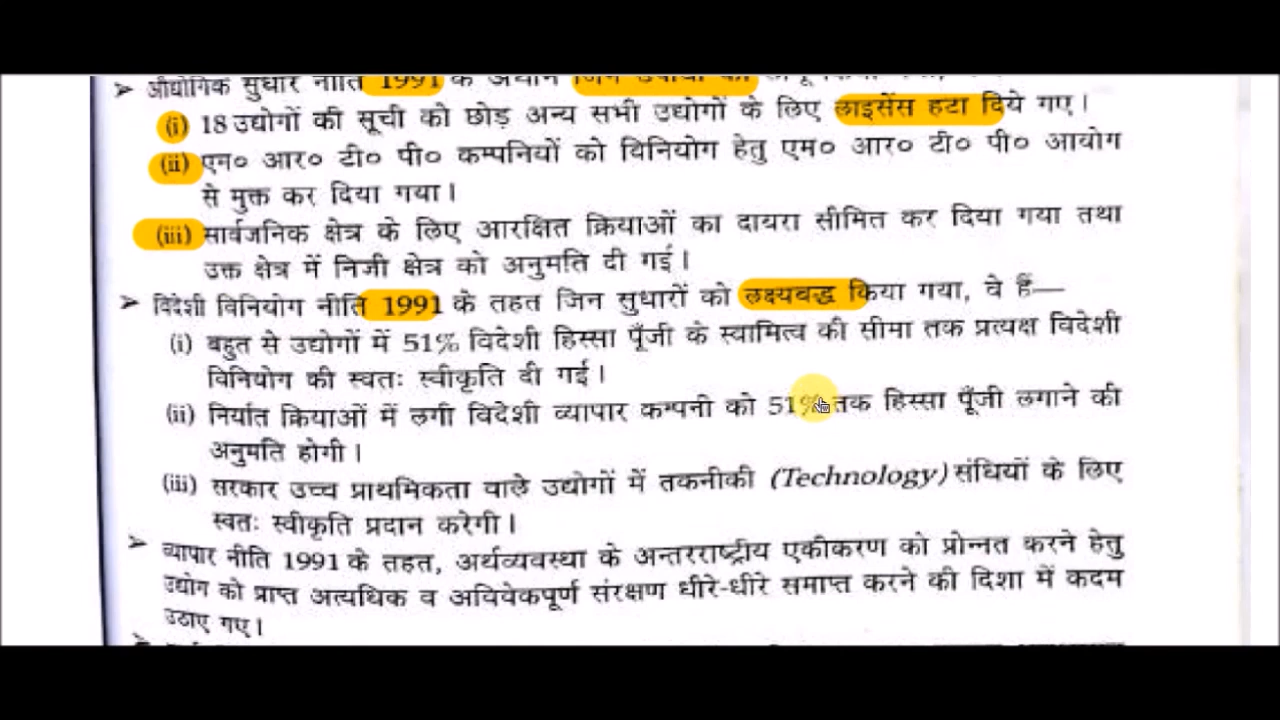 ➤ औद्योगिक सुधार नीति 1991 के अधीन जिन उपायों को
(i) 18 उद्योगों की सूची को छोड़ अन्य सभी उद्योगों के लिए लाइसेंस हटा दिये गए।
(ii) एम० आर० टी० पी० कम्पनियों को विनियोग हेतु एम० आर० टी० पी० आयोग
से मुक्त कर दिया गया।
(iii) सार्वजनिक क्षेत्र के लिए आरक्षित क्रियाओं का दायरा सीमित कर दिया गया तथा
उक्त क्षेत्र में निजी क्षेत्र को अनुमति दी गई।
➤ विदेशी विनियोग नीति 1991 के तहत जिन सुधारों को लक्ष्यबद्ध किया गया, वे हैं—
(i) बहुत से उद्योगों में 51% विदेशी हिस्सा पूँजी के स्वामित्व की सीमा तक प्रत्यक्ष विदेशी
विनियोग की स्वतः स्वीकृति दी गई।
(ii) निर्यात क्रियाओं में लगी विदेशी व्यापार कम्पनी को 51% तक हिस्सा पूँजी लगाने की
अनुमति होगी।
(iii) सरकार उच्च प्राथमिकता वाले उद्योगों में तकनीकी (Technology) संधियों के लिए
स्वतः स्वीकृति प्रदान करेगी।
➤ व्यापार नीति 1991 के तहत, अर्थव्यवस्था के अन्तरराष्ट्रीय एकीकरण को प्रोन्नत करने हेतु
उद्योग को प्राप्त अत्यधिक व अविवेकपूर्ण संरक्षण धीरे-धीरे समाप्त करने की दिशा में कदम
उठाए गए।